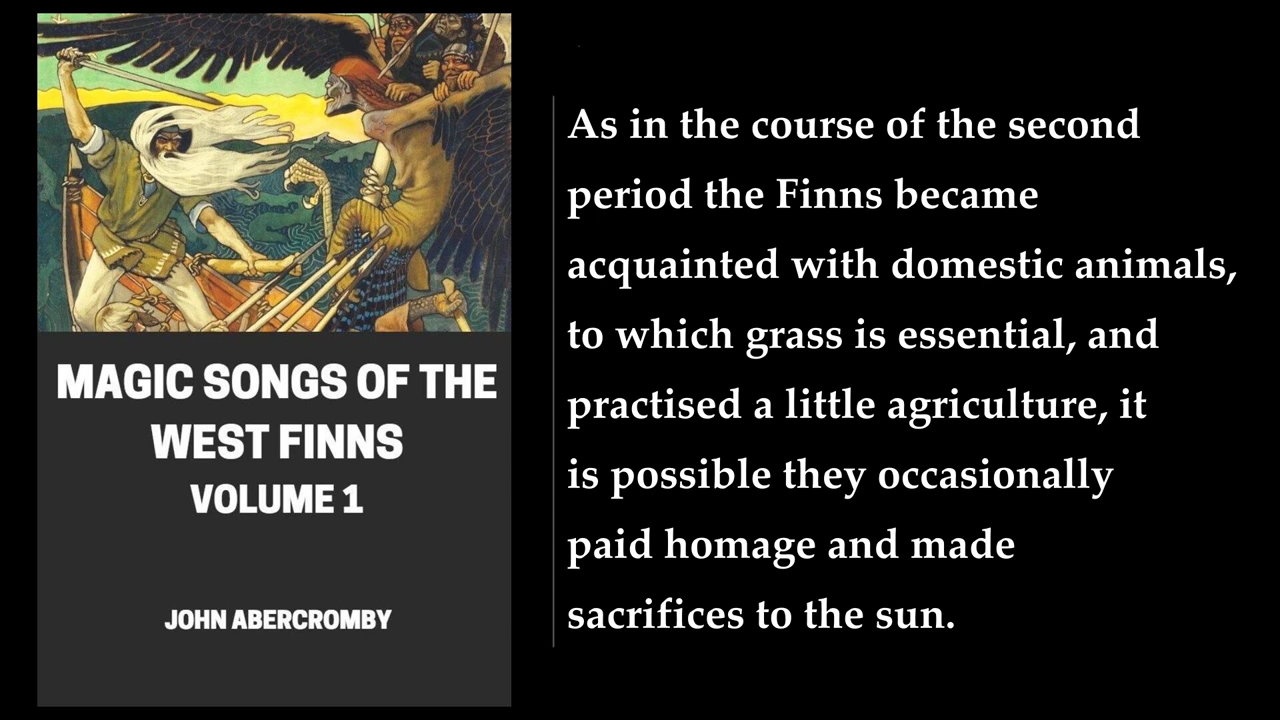 MAGIC SONGS OF THE
WEST FINNS
VOLUME 1
JOHN ABERCROMBY
As in the course of the second
period the Finns became
acquainted with domestic animals,
to which grass is essential, and
practised a little agriculture, it
is possible they occasionally
paid homage and made
sacrifices to the sun.